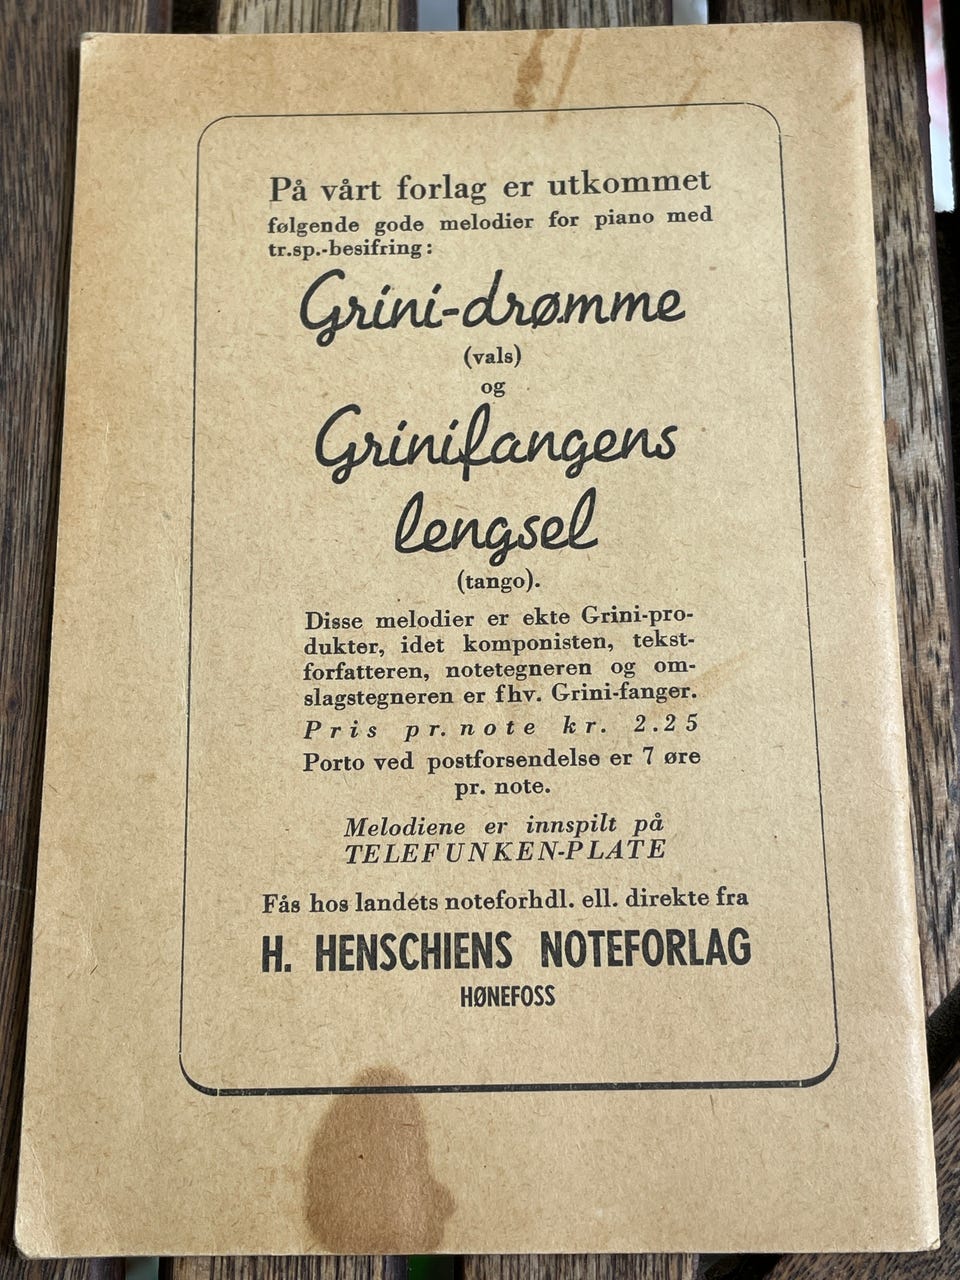 På vårt forlag er utkommet
følgende gode melodier for piano med
tr.sp.-besifring:
Grini-drømme
(vals)
og
Grinifangens
lengsel
(tango).
Disse melodier er ekte Grini-pro-
dukter, idet komponisten, tekst-
forfatteren, notetegneren og om-
slagstegneren er fhv. Grini-fanger.
Pris pr. note kr. 2.25
Porto ved postforsendelse er 7 øre
pr. note.
Melodiene er innspilt på
TELEFUNKEN-PLATE
Fås hos landets noteforhdl. ell. direkte fra
H. HENSCHIENS NOTEFORLAG
HØNEFOSS